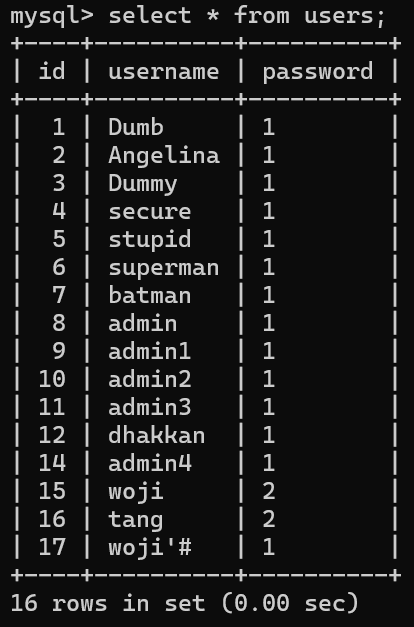 mysql> select * from users;
+----+-----------+-----------+
| id | username | password |
+----+-----------+-----------+
| 1 | Dumb | 1 |
| 2 | Angelina | 1 |
| 3 | Dummy | 1 |
| 4 | secure | 1 |
| 5 | stupid | 1 |
| 6 | superman | 1 |
| 7 | batman | 1 |
| 8 | admin | 1 |
| 9 | admin1 | 1 |
| 10 | admin2 | 1 |
| 11 | admin3 | 1 |
| 12 | dhakkan | 1 |
| 14 | admin4 | 1 |
| 15 | woji | 2 |
| 16 | tang | 2 |
| 17 | woji'# | 1 |
+----+-----------+-----------+
16 rows in set (0.00 sec)